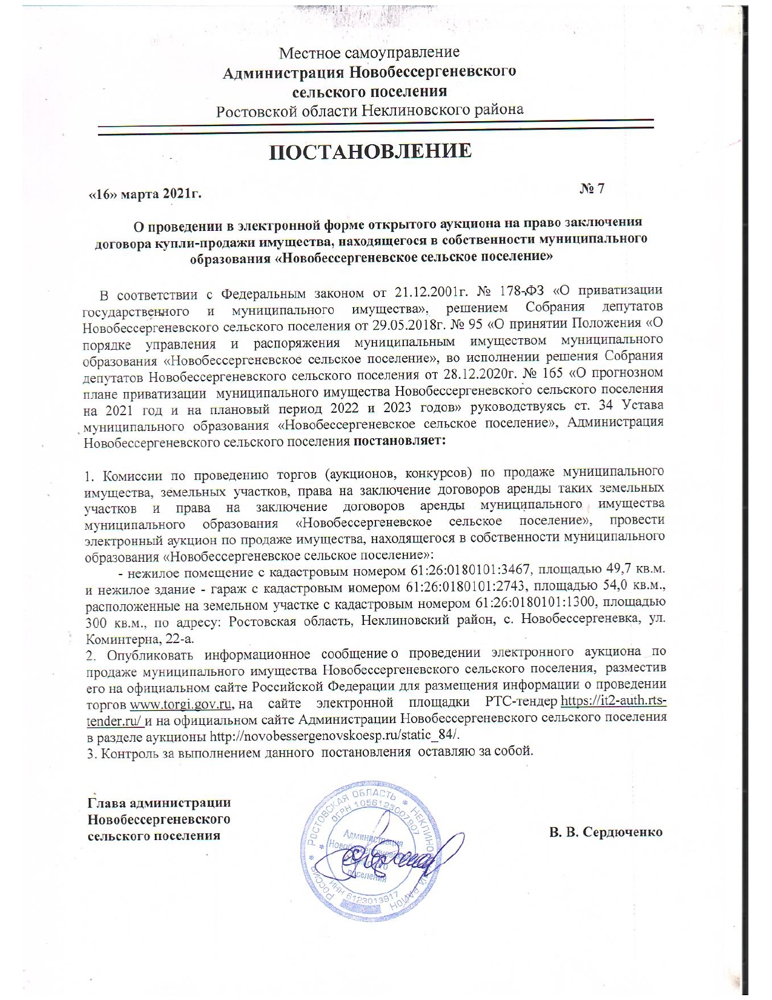 Местное самоуправление
Администрация Новобессергеневского
сельского поселения
Ростовской области Неклиновского района
ПОСТАНОВЛЕНИЕ
«16» марта 2021г. № 7
О проведении в электронной форме открытого аукциона на право заключения
договора купли-продажи имущества, находящегося в собственности муниципального
образования «Новобессергеневское сельское поселение»
В соответствии с Федеральным законом от 21.12.2001г. № 178-ФЗ «О приватизации
государственного и муниципального имущества», решением Собрания депутатов
Новобессергеневского сельского поселения от 29.05.2018г. № 95 «О принятии Положения «О
порядке управления и распоряжения муниципальным имуществом муниципального
образования «Новобессергеневское сельское поселение», во исполнении решения Собрания
депутатов Новобессергеневского сельского поселения от 28.12.2020г. № 165 «О прогнозном
плане приватизации муниципального имущества Новобессергеневского сельского поселения
на 2021 год и на плановый период 2022 и 2023 годов» руководствуясь ст. 34 Устава
муниципального образования «Новобессергеневское сельское поселение», Администрация
Новобессергеневского сельского поселения постановляет:
1. Комиссии по проведению торгов (аукционов, конкурсов) по продаже муниципального
имущества, земельных участков, права на заключение договоров аренды таких земельных
участков и права на заключение договоров аренды муниципального имущества
муниципального образования «Новобессергеневское сельское поселение», провести
электронный аукцион по продаже имущества, находящегося в собственности муниципального
образования «Новобессергеневское сельское поселение»:
- нежилое помещение с кадастровым номером 61:26:0180101:3467, площадью 49,7 кв.м.
и нежилое здание - гараж с кадастровым номером 61:26:0180101:2743, площадью 54,0 кв.м.,
расположенные на земельном участке с кадастровым номером 61:26:0180101:1300, площадью
300 кв.м., по адресу: Ростовская область, Неклиновский район, с. Новобессергеневка, ул.
Коминтерна, 22-а.
2. Опубликовать информационное сообщение о проведении электронного аукциона по
продаже муниципального имущества Новобессергеневского сельского поселения, разместив
его на официальном сайте Российской Федерации для размещения информации о проведении
торгов www.torgi.gov.ru, на сайте электронной площадки РТС-тендер https://it2-auth.rts-
tender.ru/ и на официальном сайте Администрации Новобессергеневского сельского поселения
в разделе аукционы http://novobessergenovskoesp.ru/static_84/.
3. Контроль за выполнением данного постановления оставляю за собой.
Глава администрации
Новобессергеневского
сельского поселения
В. В. Сердюченко
РОССИЯ * РОСТОВСКАЯ ОБЛАСТЬ * НЕКЛИНОВСКИЙ РАЙОН
ОГРН 1056123007907
Администрация
Новобессергеневского
сельского
поселения
ИНН 6123013917